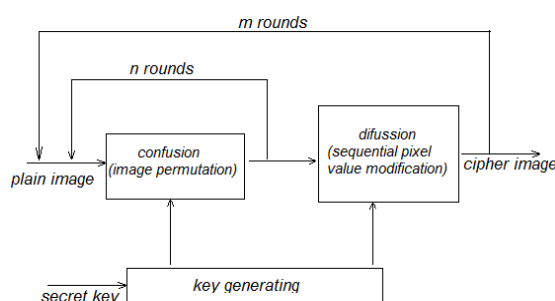 m rounds
n rounds
confusion
(image permutation)
difussion
(sequential pixel
value modification)
plain image
cipher image
key generating
secret key